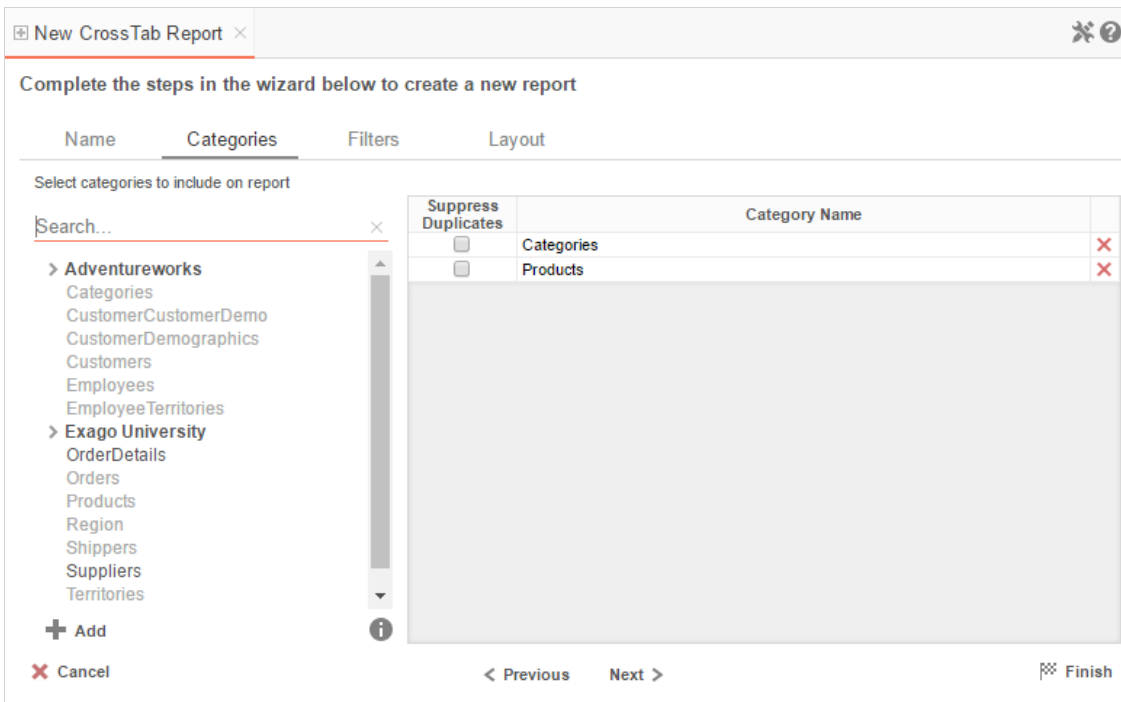 New CrossTab Report
Complete the steps in the wizard below to create a new report
Name Categories Filters Layout
Select categories to include on report
Search...
Adventureworks
Categories
CustomerCustomerDemo
CustomerDemographics
Customers
Employees
EmployeeTerritories
Exago University
OrderDetails
Orders
Products
Region
Shippers
Suppliers
Territories
Add
Suppress
Duplicates
Category Name
Categories
Products
Cancel
< Previous Next >
Finish